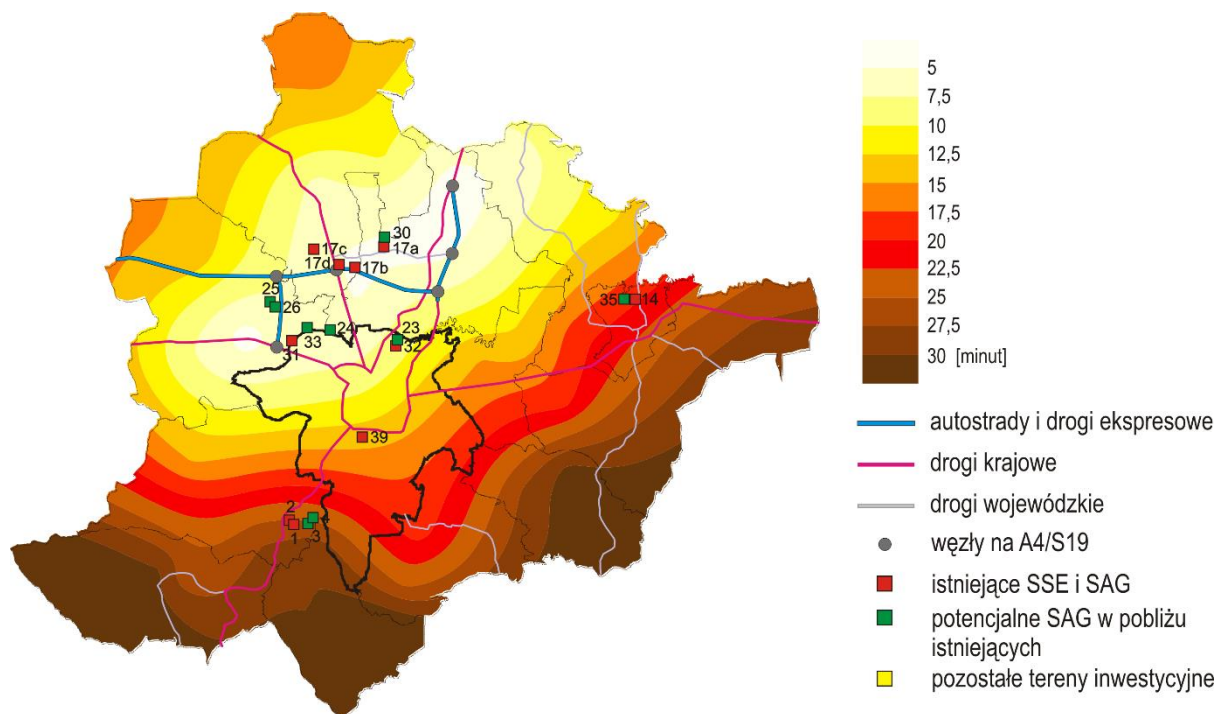 5
7,5
10
12,5
15
17,5
20
22,5
25
27,5
30 [minut]
autostrady i drogi ekspresowe
drogi krajowe
drogi wojewódzkie
węzły na A4/S19
istniejące SSE i SAG
potencjalne SAG w pobliżu
istniejących
pozostałe tereny inwestycyjne
30
17c
17a
17d
17b
25
26
35
14
33
24
23
32
31
39
2
1
3